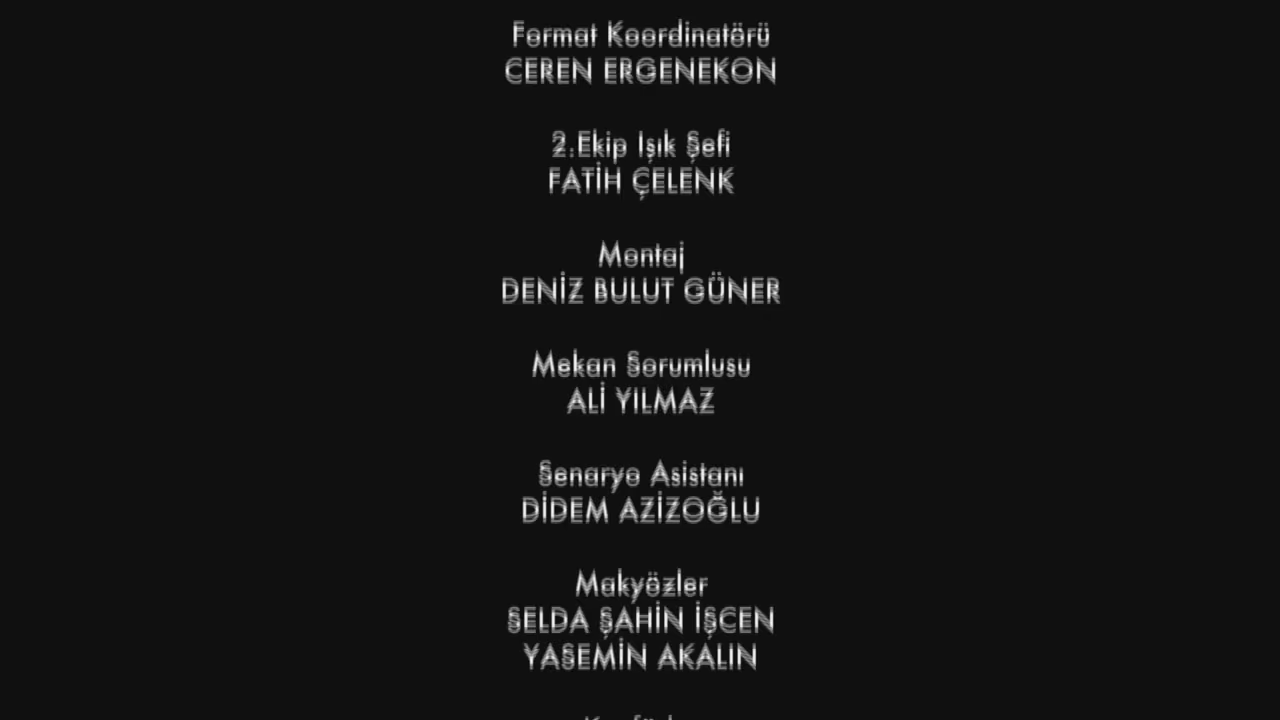 Format Koordinatörü
CEREN ERGENEKON
2.Ekip Işık Şefi
FATİH ÇELENK
Montaj
DENİZ BULUT GÜNER
Mekan Sorumlusu
ALİ YILMAZ
Senaryo Asistanı
DİDEM AZİZOĞLU
Makyözler
SELDA ŞAHİN İŞCEN
YASEMİN AKALIN